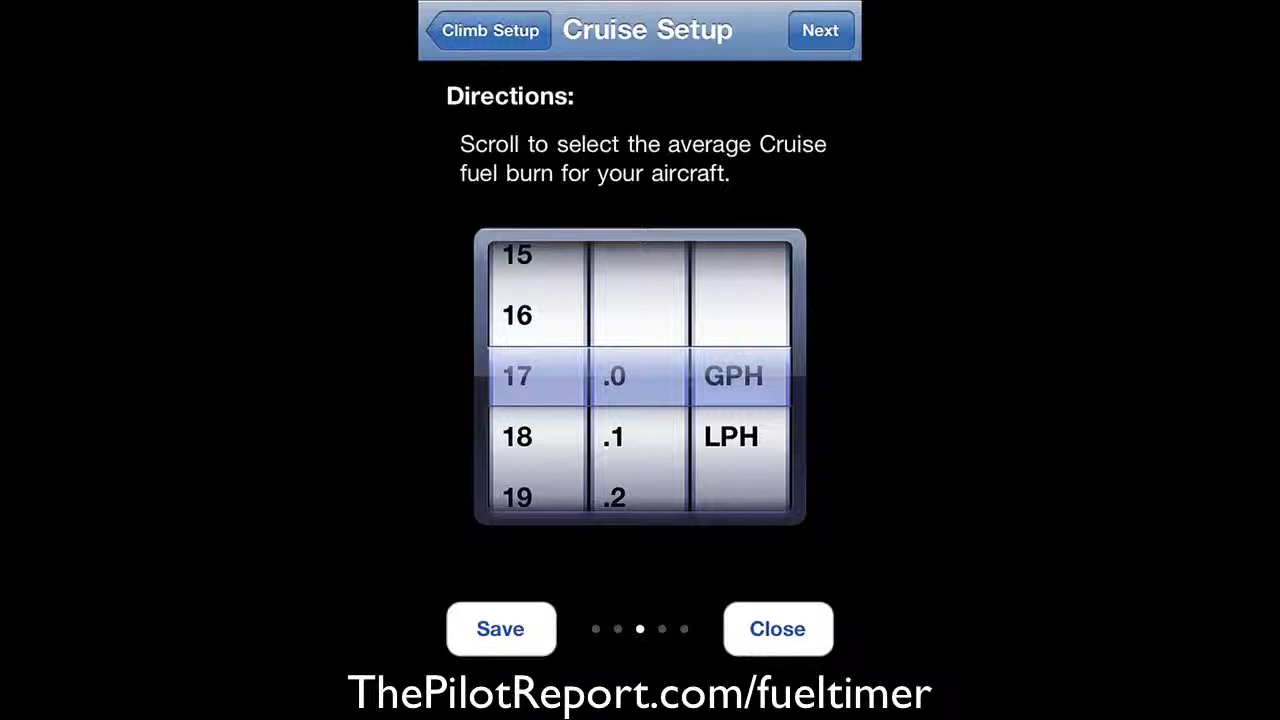 Climb Setup Cruise Setup Next
Directions:
Scroll to select the average Cruise
fuel burn for your aircraft.
15
16
17 .0 GPH
18 .1 LPH
19 .2
Save Close
ThePilotReport.com/fueltimer